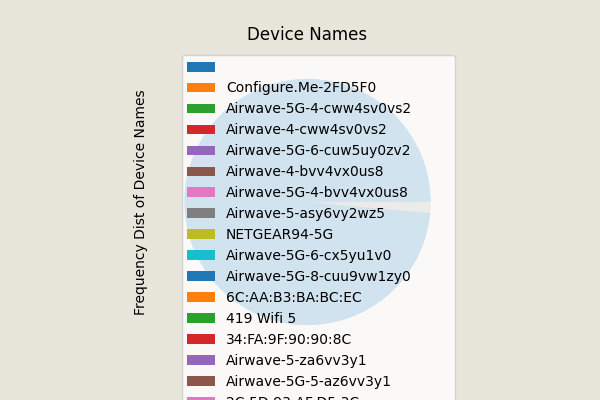 Device Names
Frequency Dist of Device Names
Configure.Me-2FD5F0
Airwave-5G-4-cww4sv0vs2
Airwave-4-cww4sv0vs2
Airwave-5G-6-cuw5uy0zv2
Airwave-4-bvv4vx0us8
Airwave-5G-4-bvv4vx0us8
Airwave-5-asy6vy2wz5
NETGEAR94-5G
Airwave-5G-6-cx5yu1v0
Airwave-5G-8-cuu9vw1zy0
6C:AA:B3:BA:BC:EC
419 Wifi 5
34:FA:9F:90:90:8C
Airwave-5-za6vv3y1
Airwave-5G-5-az6vv3y1